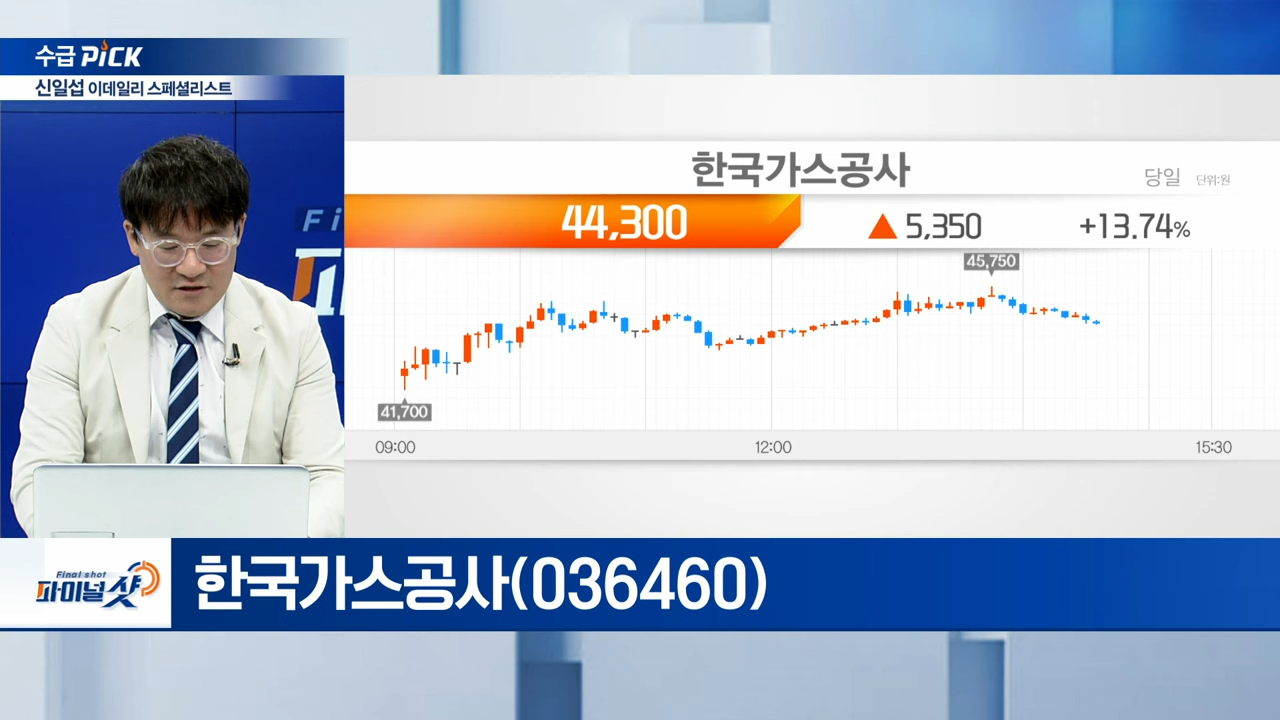 수급 PiCK
신일섭 이데일리 스페셜리스트
Fi
한국가스공사
당일 단위:원
44,300 ▲ 5,350 +13.74%
45,750
41,700
09:00 12:00 15:30
Final shot
파이널샷
한국가스공사(036460)